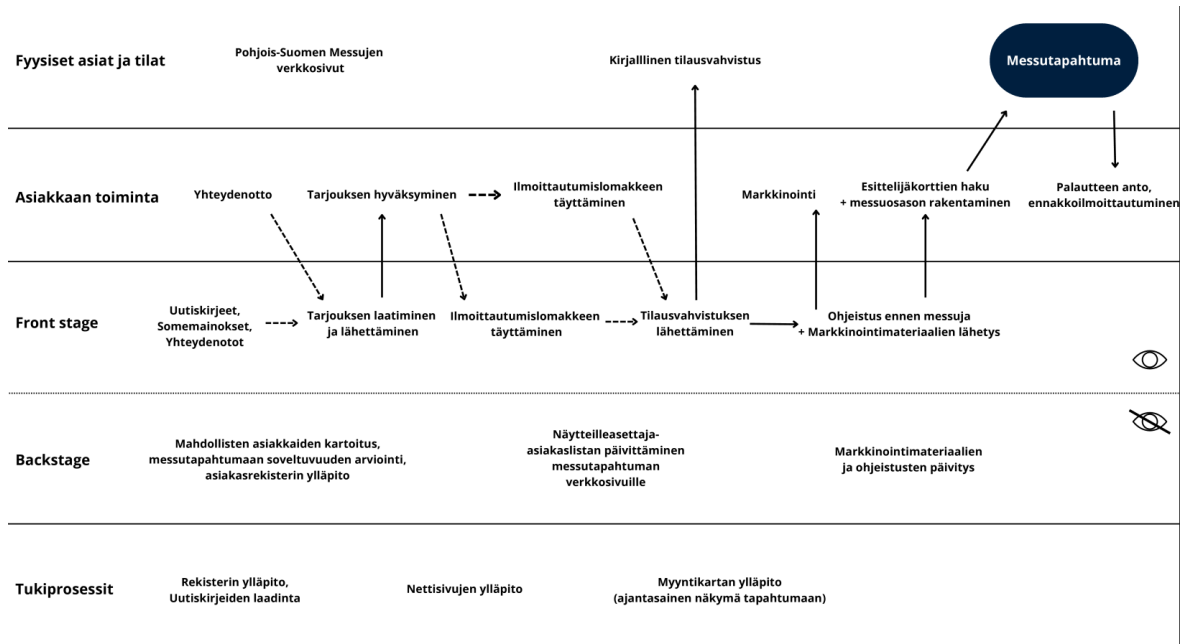 Fyysiset asiat ja tilat
Pohjois-Suomen Messujen
verkkosivut
Kirjalllinen tilausvahvistus
Messutapahtuma
Asiakkaan toiminta
Yhteydenotto
Tarjouksen hyväksyminen
Ilmoittautumislomakkeen
täyttäminen
Markkinointi
Esittelijäkorttien haku
+ messuosason rakentaminen
Palautteen anto,
ennakkoilmoittautuminen
Front stage
Uutiskirjeet,
Somemainokset,
Yhteydenotot
Tarjouksen laatiminen
ja lähettäminen
Ilmoittautumislomakkeen
täyttäminen
Tilausvahvistuksen
lähettäminen
Ohjeistus ennen messuja
+ Markkinointimateriaalien lähetys
Backstage
Mahdollisten asiakkaiden kartoitus,
messutapahtumaan soveltuvuuden arviointi,
asiakasrekisterin ylläpito
Näytteilleasettaja-
asiakaslistan päivittäminen
messutapahtuman
verkkosivuille
Markkinointimateriaalien
ja ohjeistusten päivitys
Tukiprosessit
Rekisterin ylläpito,
Uutiskirjeiden laadinta
Nettisivujen ylläpito
Myyntikartan ylläpito
(ajantasainen näkymä tapahtumaan)